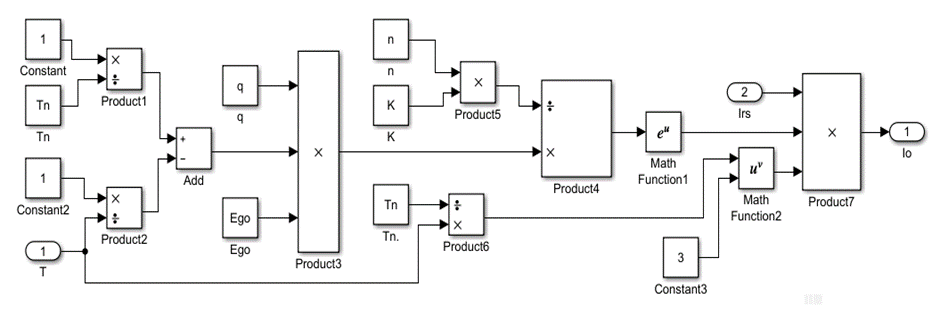 1
Constant
Tn
Tn
×
÷
Product1
1
Constant2
×
÷
Product2
1
T
+
−
Add
q
q
Ego
Ego
×
Product3
n
n
K
K
×
Product5
÷
×
Product4
Tn
Tn.
÷
×
Product6
e^u
Math
Function1
2
Irs
u^v
Math
Function2
3
Constant3
×
Product7
1
Io